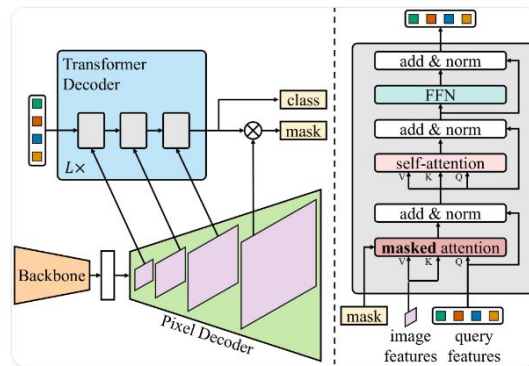 Transformer
Decoder
L×
class
mask
Backbone
Pixel Decoder
add & norm
FFN
add & norm
self-attention
V K Q
add & norm
masked attention
V K Q
mask
image
features
query
features